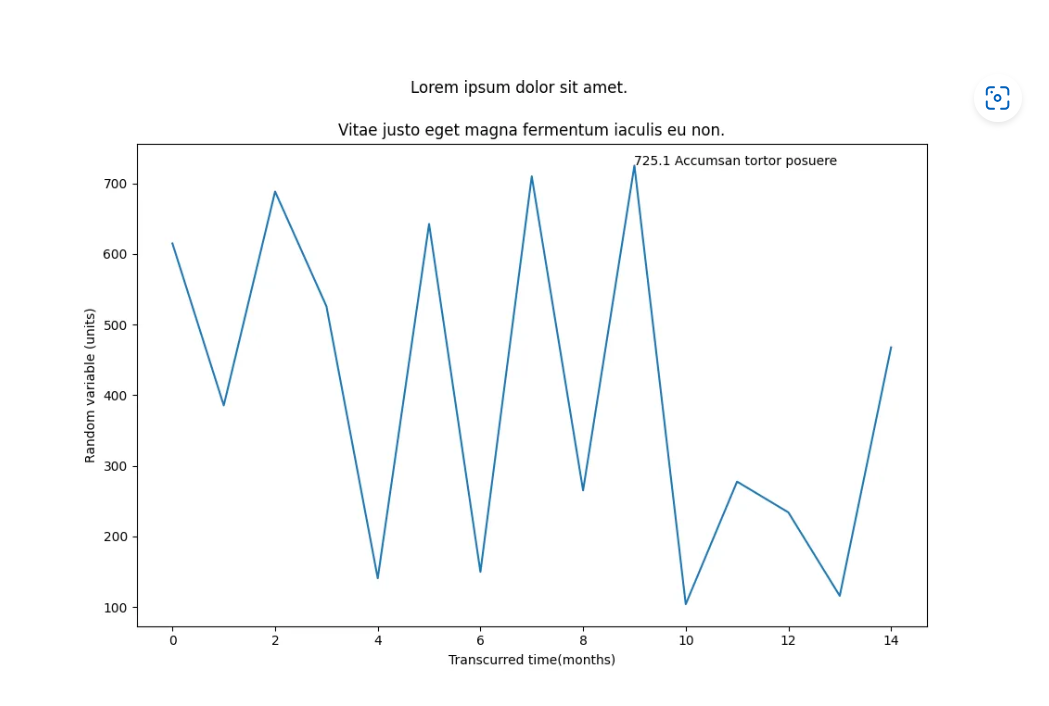 Lorem ipsum dolor sit amet.
Vitae justo eget magna fermentum iaculis eu non.
725.1 Accumsan tortor posuere
700
600
500
400
300
200
100
Random variable (units)
0 2 4 6 8 10 12 14
Transcurred time(months)